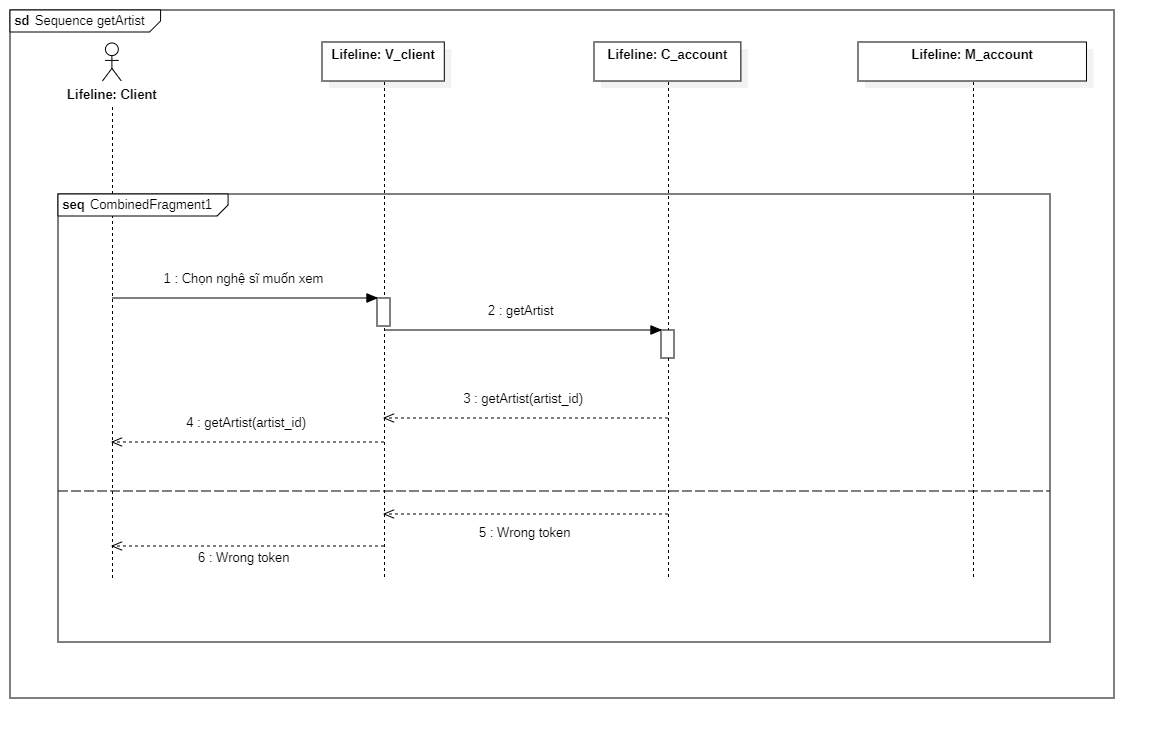 sd Sequence getArtist
Lifeline: Client
Lifeline: V_client
Lifeline: C_account
Lifeline: M_account
seq CombinedFragment1
1 : Chọn nghệ sĩ muốn xem
2 : getArtist
3 : getArtist(artist_id)
4 : getArtist(artist_id)
5 : Wrong token
6 : Wrong token